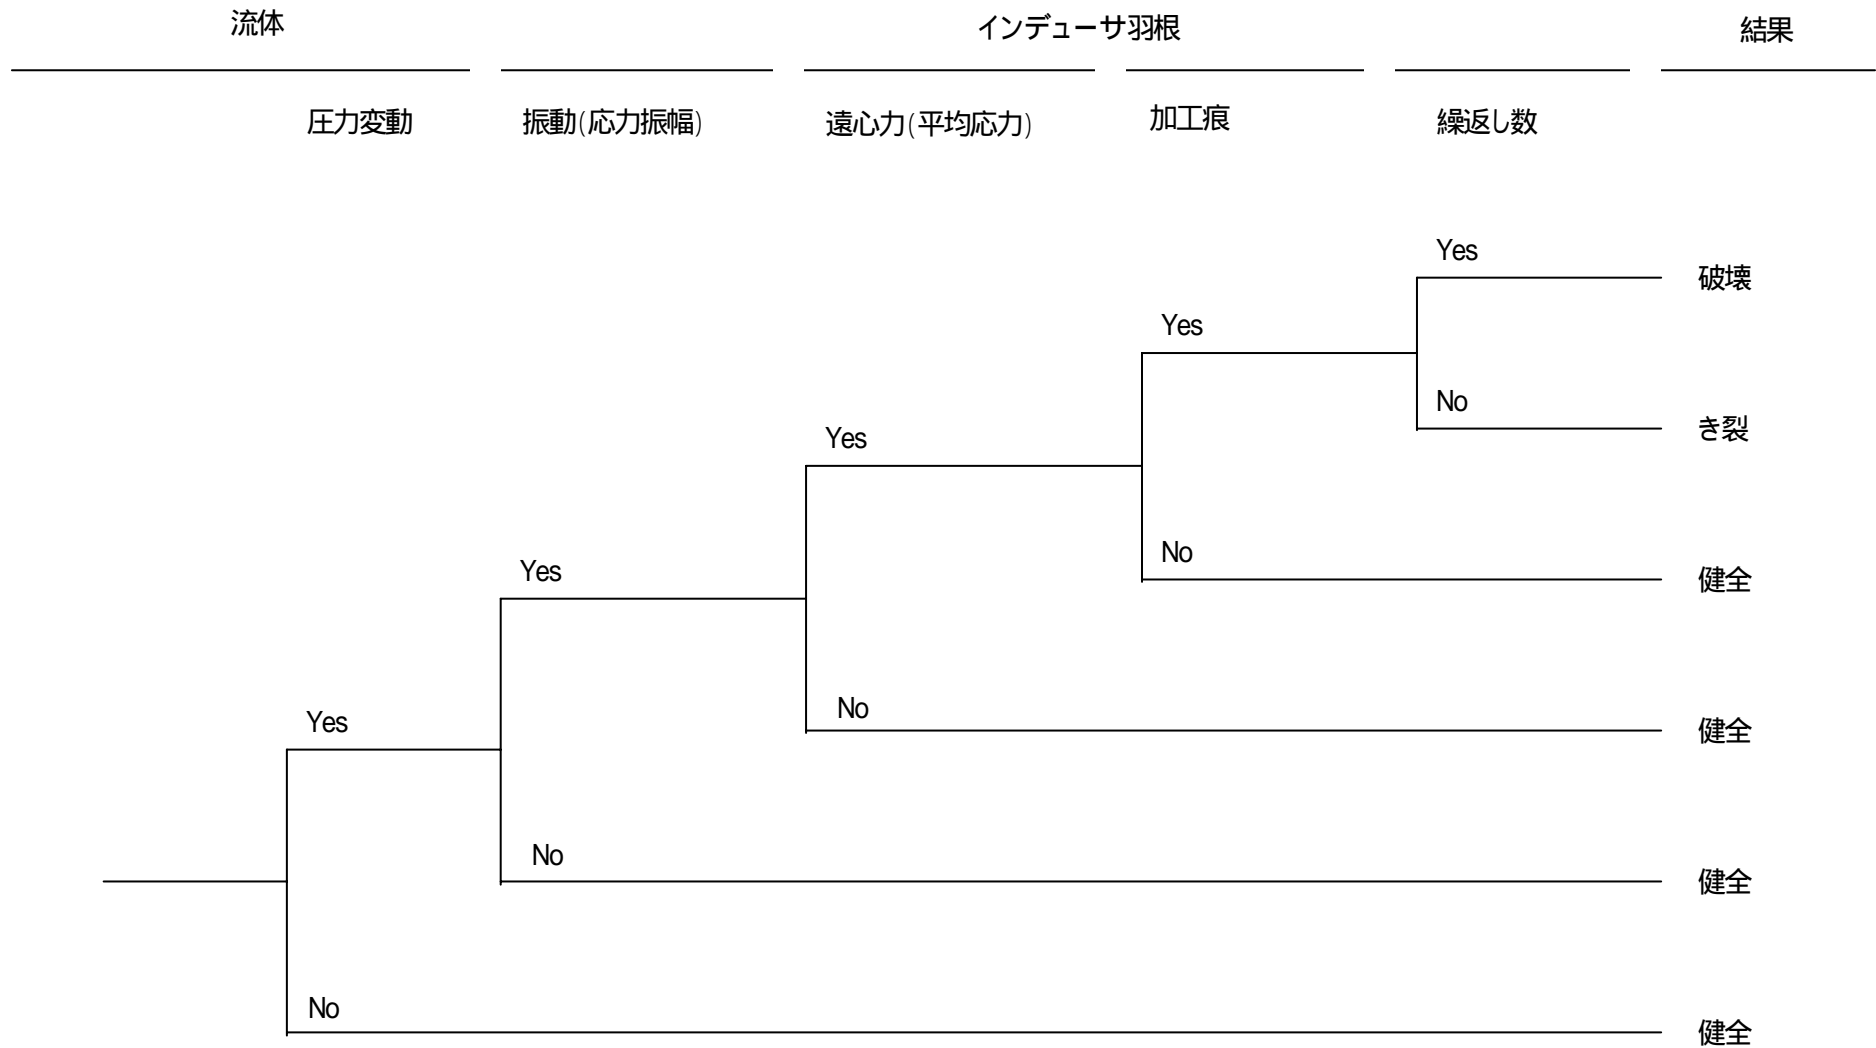 流体
インデューサ羽根
結果
圧力変動
振動(応力振幅)
遠心力(平均応力)
加工痕
繰返し数
Yes
破壊
Yes
No
き裂
Yes
No
健全
Yes
No
健全
Yes
No
健全
No
健全